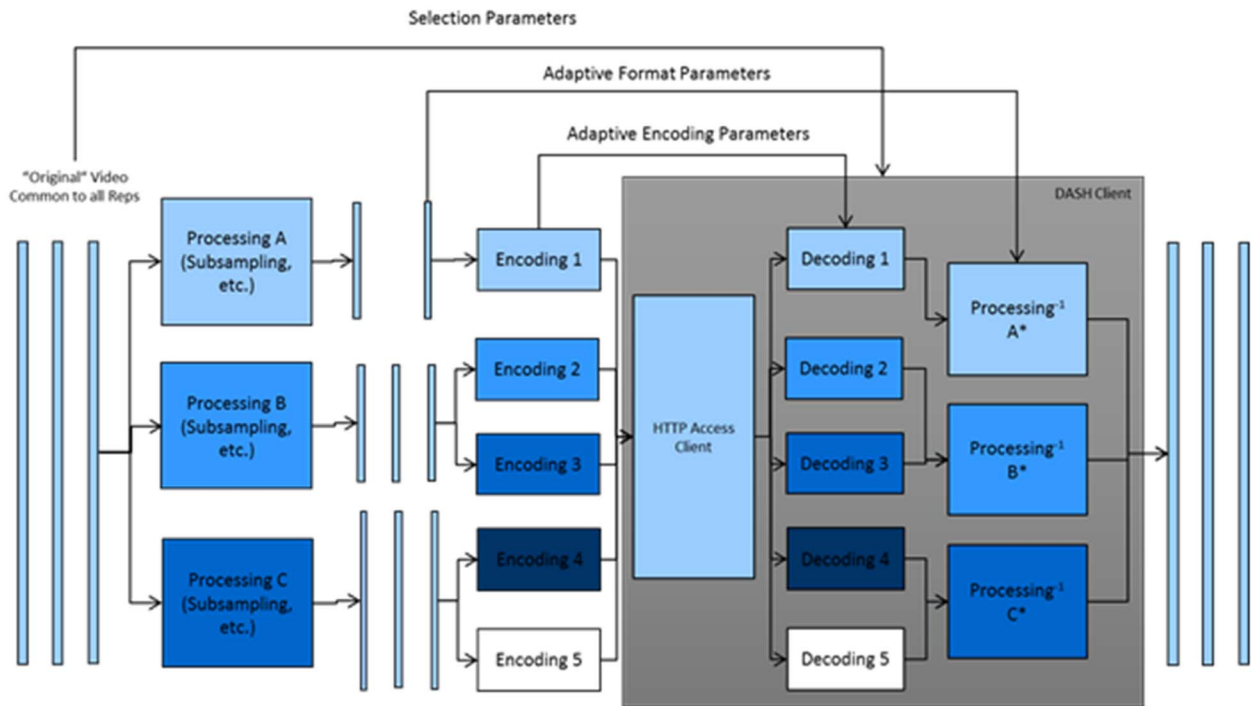 Selection Parameters
Adaptive Format Parameters
Adaptive Encoding Parameters
"Original" Video
Common to all Reps
DASH Client
Processing A
(Subsampling,
etc.)
Encoding 1
Decoding 1
Processing-1
A*
Processing B
(Subsampling,
etc.)
Encoding 2
Encoding 3
HTTP Access
Client
Decoding 2
Decoding 3
Processing-1
B*
Processing C
(Subsampling,
etc.)
Encoding 4
Encoding 5
Decoding 4
Decoding 5
Processing-1
C*